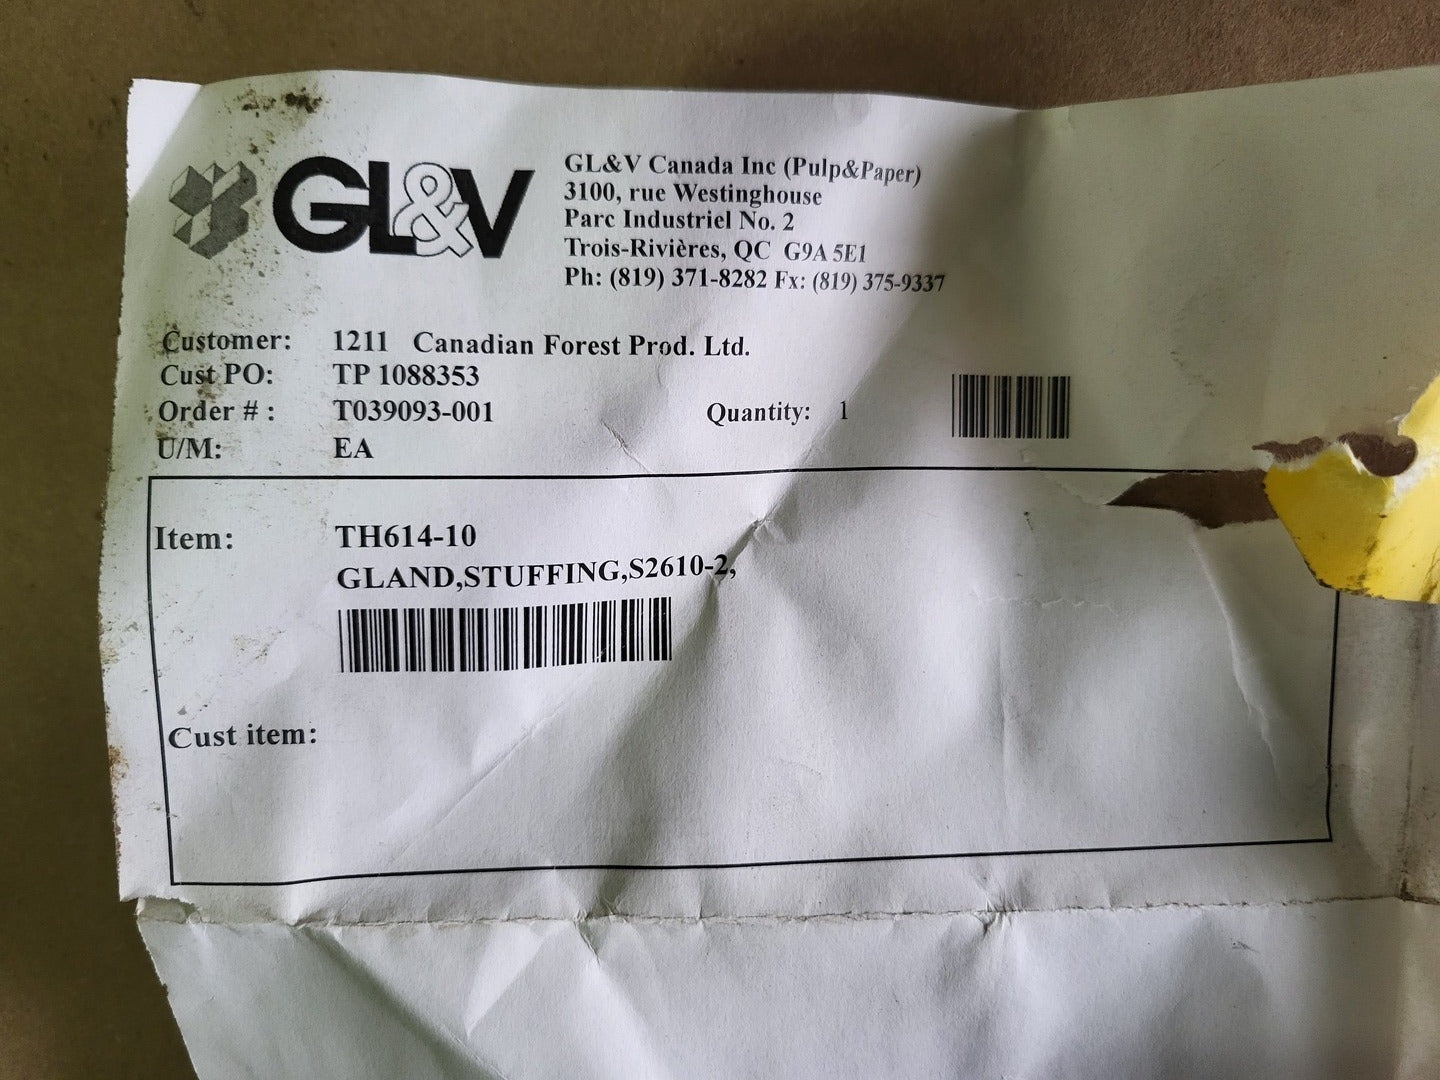 GL&V
GL&V Canada Inc (Pulp&Paper)
3100, rue Westinghouse
Parc Industriel No. 2
Trois-Rivières, QC G9A 5E1
Ph: (819) 371-8282 Fx: (819) 375-9337
Customer: 1211 Canadian Forest Prod. Ltd.
Cust PO: TP 1088353
Order # : T039093-001 Quantity: 1
U/M: EA
Item: TH614-10
GLAND,STUFFING,S2610-2,
Cust item: